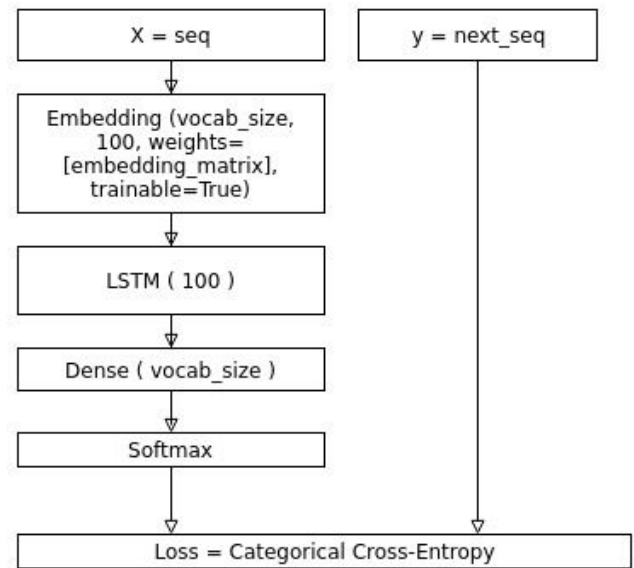 X = seq
y = next_seq
Embedding (vocab_size,
100, weights=
[embedding_matrix],
trainable=True)
LSTM ( 100 )
Dense ( vocab_size )
Softmax
Loss = Categorical Cross-Entropy